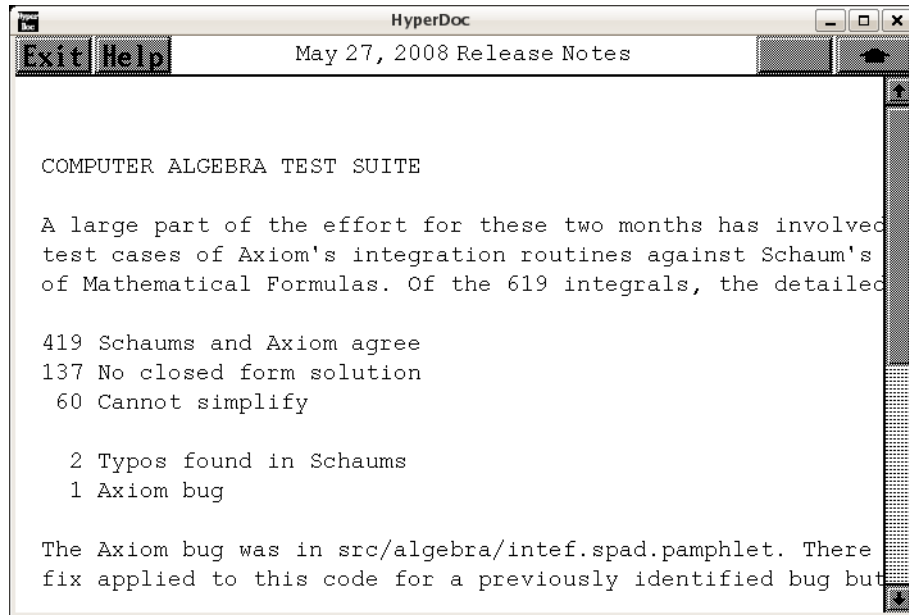 Hyper Doc
HyperDoc
Exit Help May 27, 2008 Release Notes
COMPUTER ALGEBRA TEST SUITE
A large part of the effort for these two months has involved
test cases of Axiom's integration routines against Schaum's
of Mathematical Formulas. Of the 619 integrals, the detailed
419 Schaums and Axiom agree
137 No closed form solution
60 Cannot simplify
2 Typos found in Schaums
1 Axiom bug
The Axiom bug was in src/algebra/intef.spad.pamphlet. There
fix applied to this code for a previously identified bug but